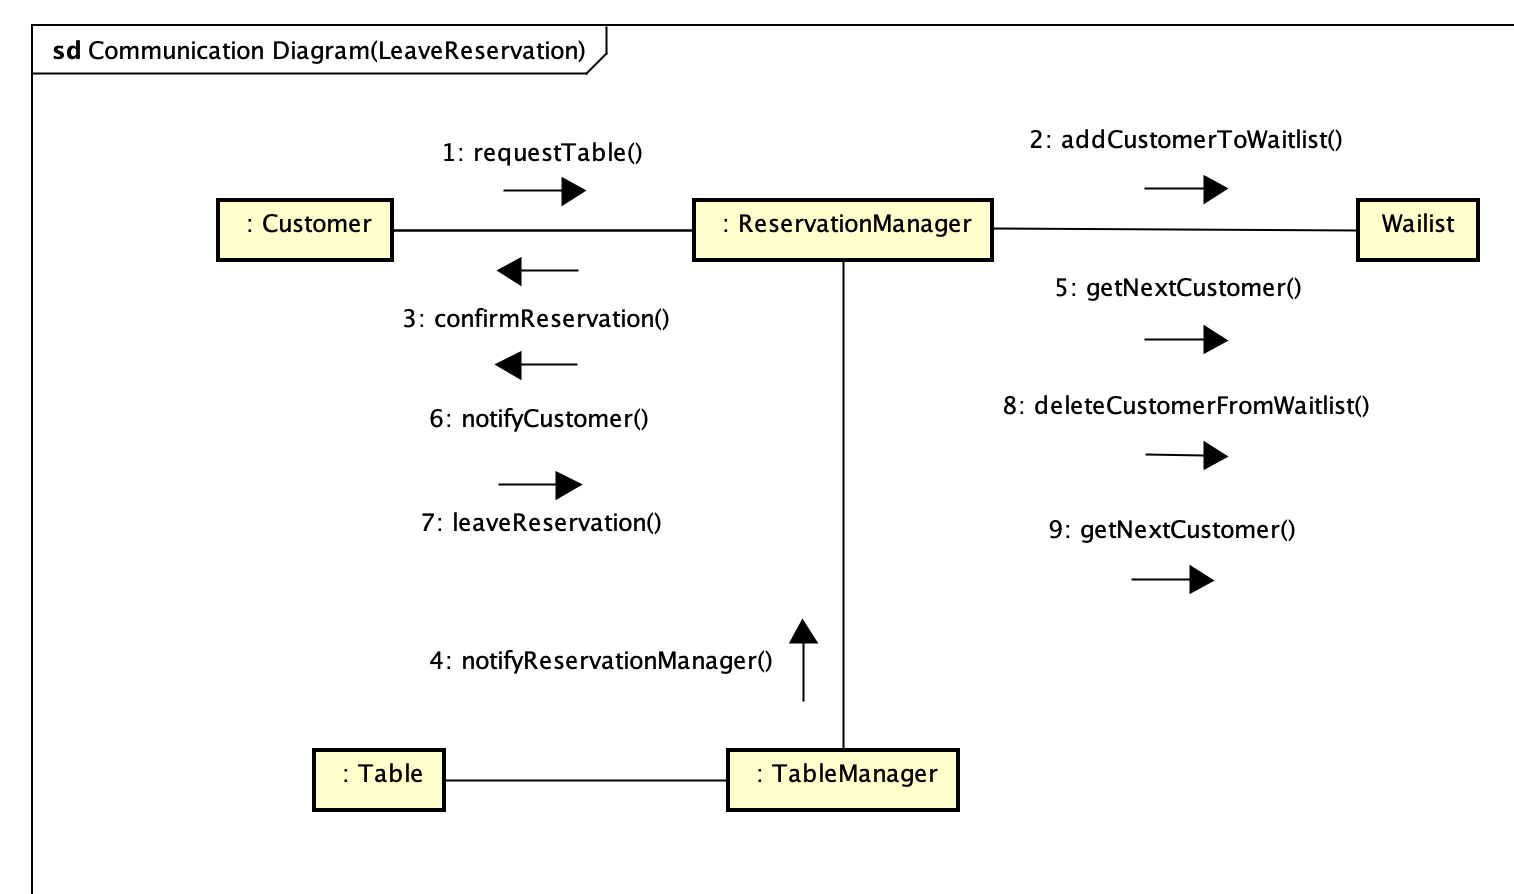 sd Communication Diagram(LeaveReservation)
1: requestTable()
2: addCustomerToWaitlist()
: Customer
: ReservationManager
Wailist
3: confirmReservation()
5: getNextCustomer()
6: notifyCustomer()
8: deleteCustomerFromWaitlist()
7: leaveReservation()
9: getNextCustomer()
4: notifyReservationManager()
: Table
: TableManager